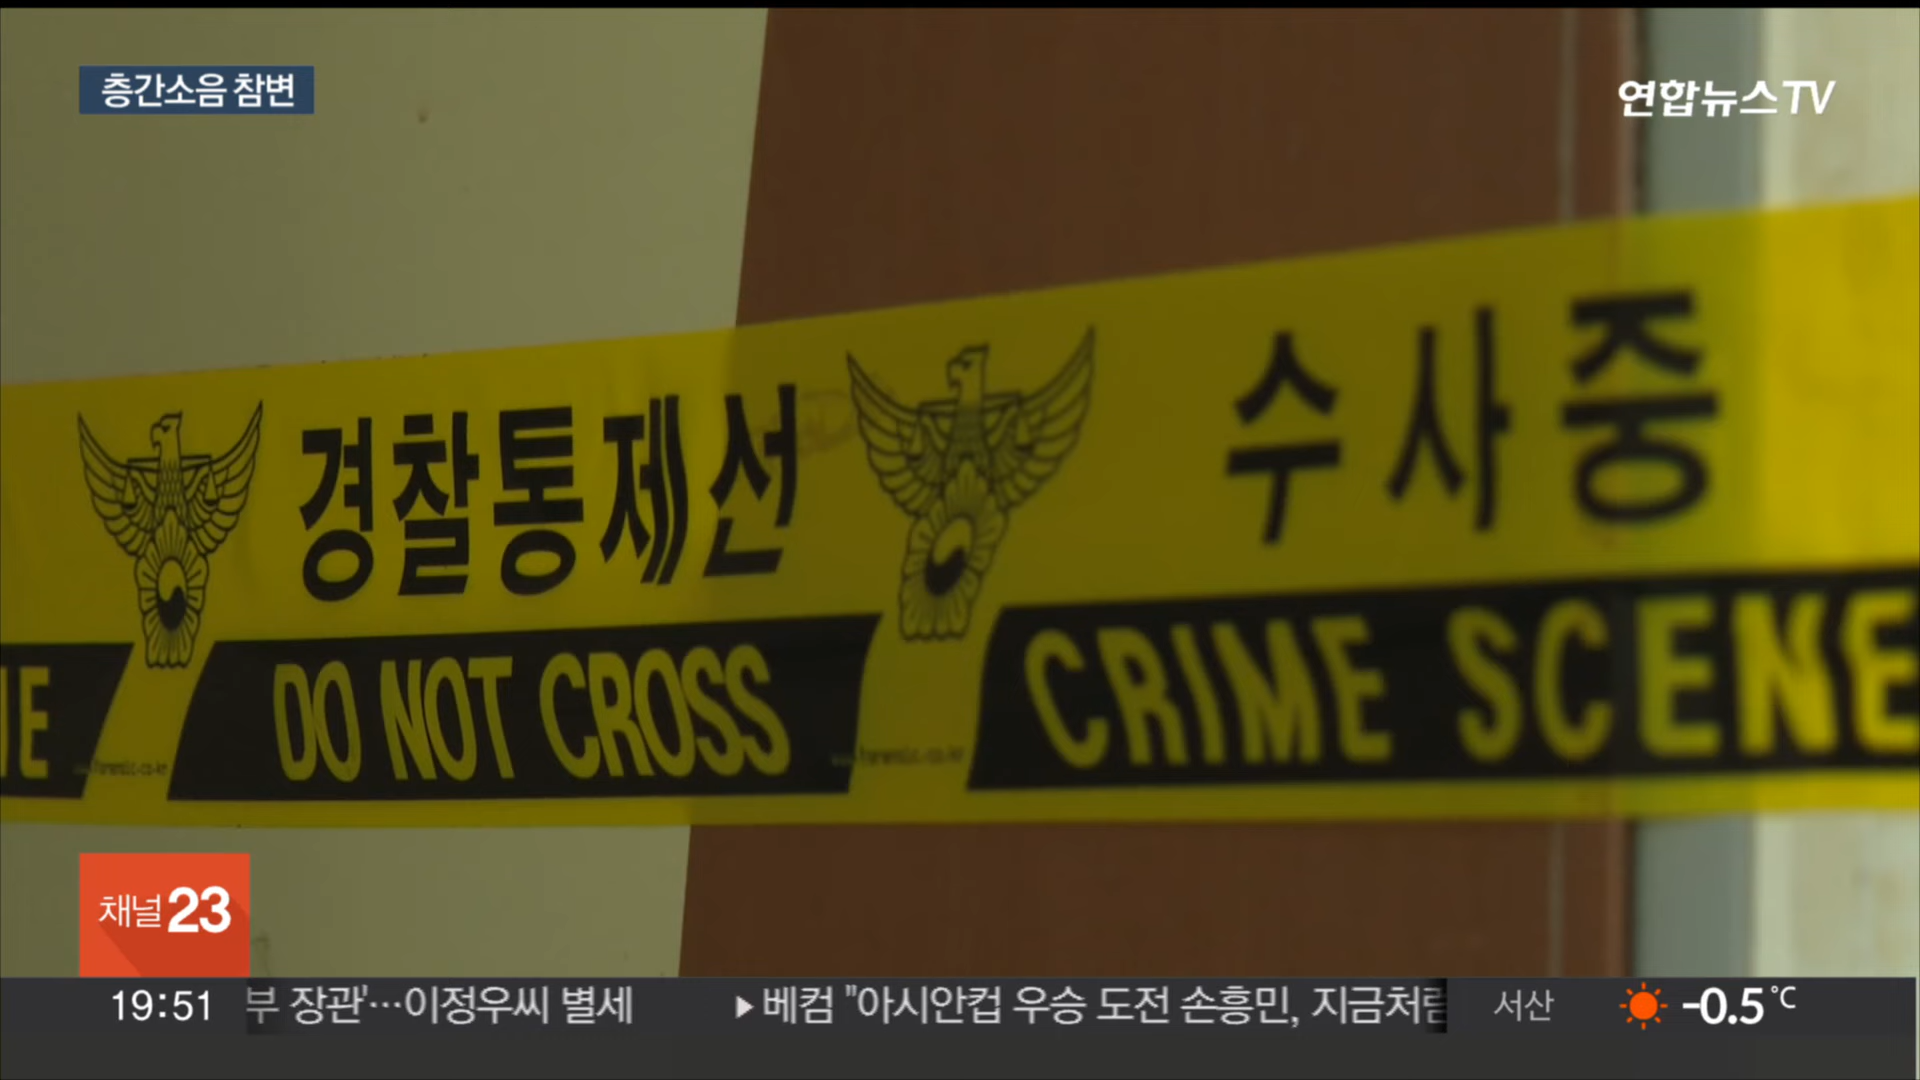 층간소음 참변
연합뉴스TV
경찰통제선
수사중
IE
DO NOT CROSS
CRIME SCENE
채널23
19:51
부 장관'…이정우씨 별세
▶베컴 "아시안컵 우승 도전 손흥민, 지금처럼
서산
-0.5℃